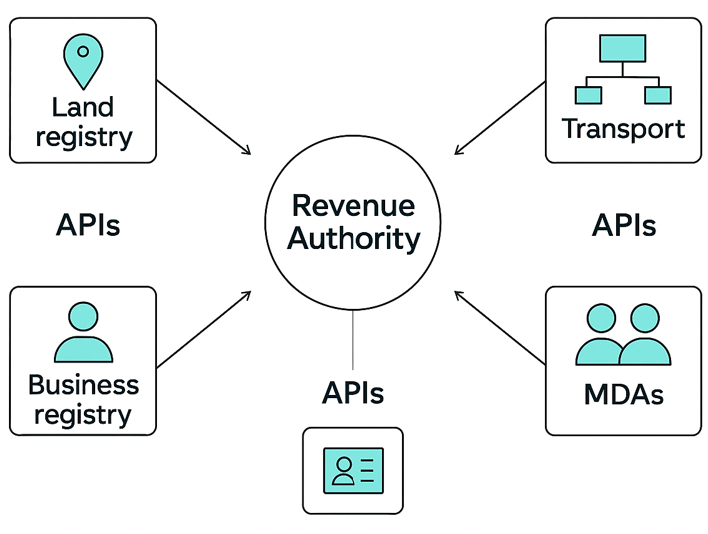 Land
registry
Transport
Revenue
Authority
APIs
APIs
Business
registry
APIs
MDAs